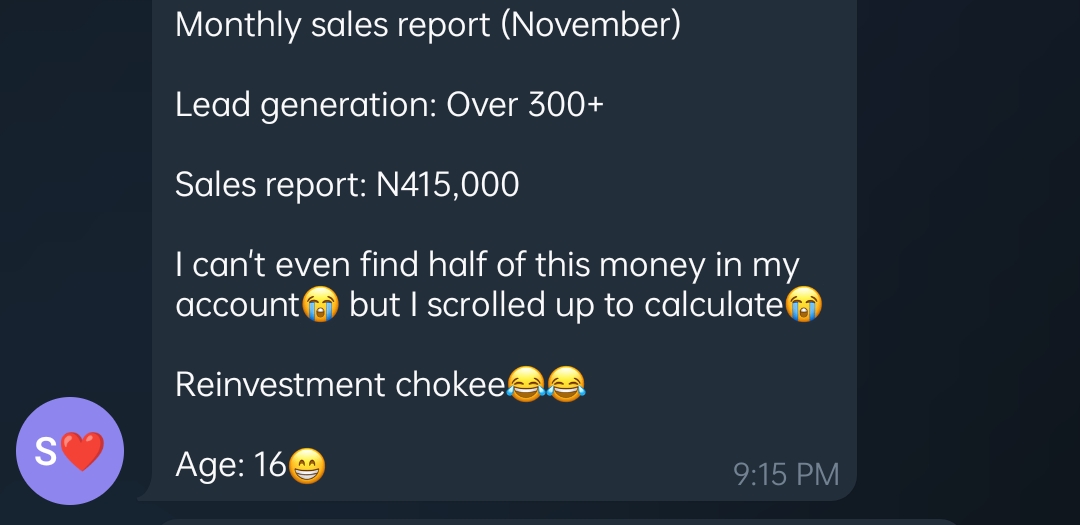 Monthly sales report (November)
Lead generation: Over 300+
Sales report: N415,000
I can't even find half of this money in my
account😭 but I scrolled up to calculate😭
Reinvestment chokee😂😂
Age: 16😁
9:15 PM
S❤️